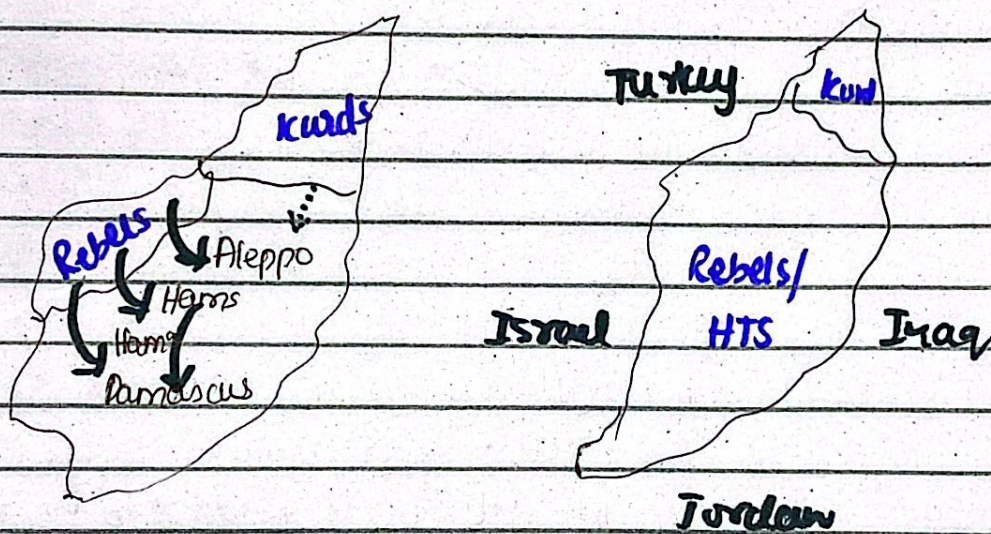 Kurds
Rebels
Aleppo
Homs
Hama
Damascus
Turkey
Kurd
Rebels/
HTS
Israel
Iraq
Jordan